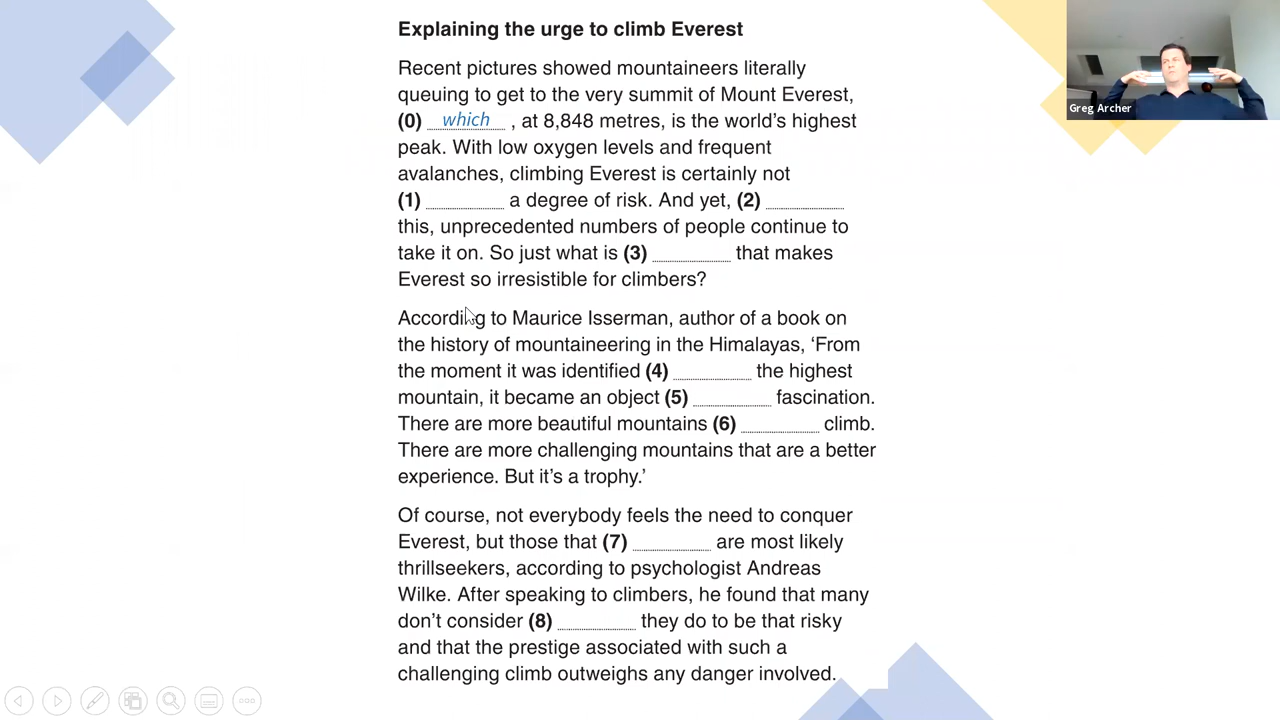 Explaining the urge to climb Everest
Recent pictures showed mountaineers literally
queuing to get to the very summit of Mount Everest,
(0) which , at 8,848 metres, is the world's highest
peak. With low oxygen levels and frequent
avalanches, climbing Everest is certainly not
(1) ............... a degree of risk. And yet, (2) ...............
this, unprecedented numbers of people continue to
take it on. So just what is (3) ............... that makes
Everest so irresistible for climbers?
According to Maurice Isserman, author of a book on
the history of mountaineering in the Himalayas, 'From
the moment it was identified (4) ............... the highest
mountain, it became an object (5) ............... fascination.
There are more beautiful mountains (6) ............... climb.
There are more challenging mountains that are a better
experience. But it's a trophy.'
Of course, not everybody feels the need to conquer
Everest, but those that (7) ............... are most likely
thrillseekers, according to psychologist Andreas
Wilke. After speaking to climbers, he found that many
don't consider (8) ............... they do to be that risky
and that the prestige associated with such a
challenging climb outweighs any danger involved.
Greg Archer